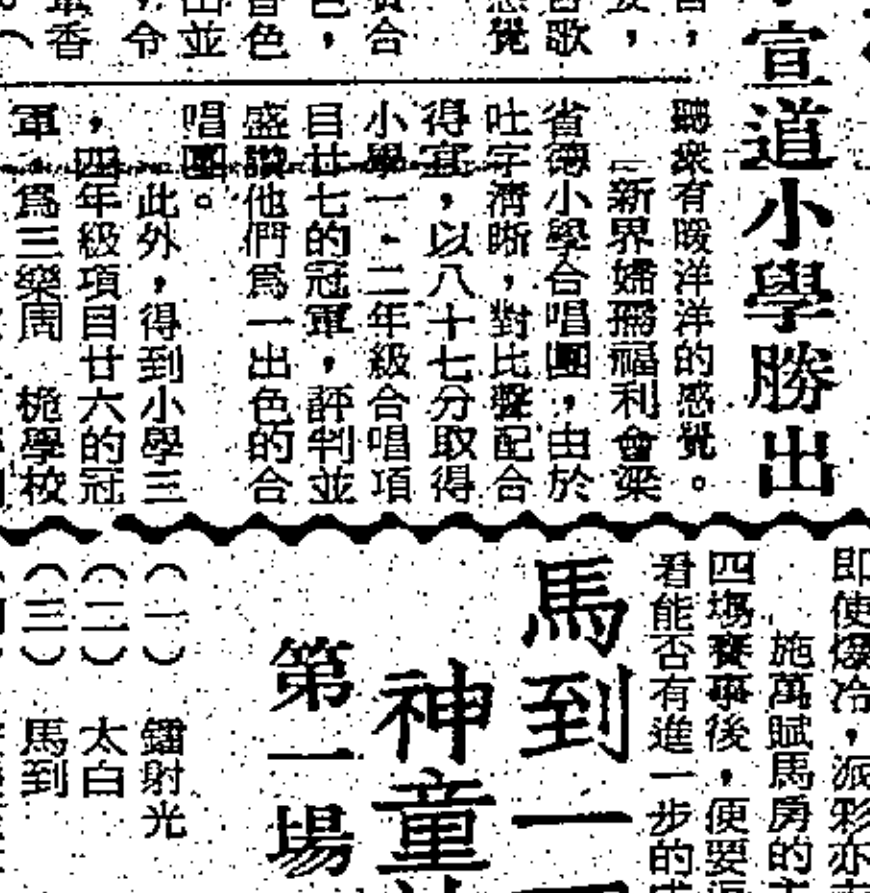 宣道小學勝出
聽衆有暖洋洋的感覺。
新界婦孺福利會梁
省德小學合唱團，由於
吐字清晰，對比聲配合
得宜，以八十七分取得
小學一、二年級合唱項
目廿七的冠軍，評判並
盛讚他們爲一出色的合
唱團。
此外，得到小學三
，四年級項目廿六的冠
軍，爲三樂周 桅學校
即使爆冷，派彩亦
施萬賦馬房的
四場賽事後，便要
看能否有進一步的
馬到一
神童
第一場
（一） 鐳射光
（二） 太白
（三） 馬到